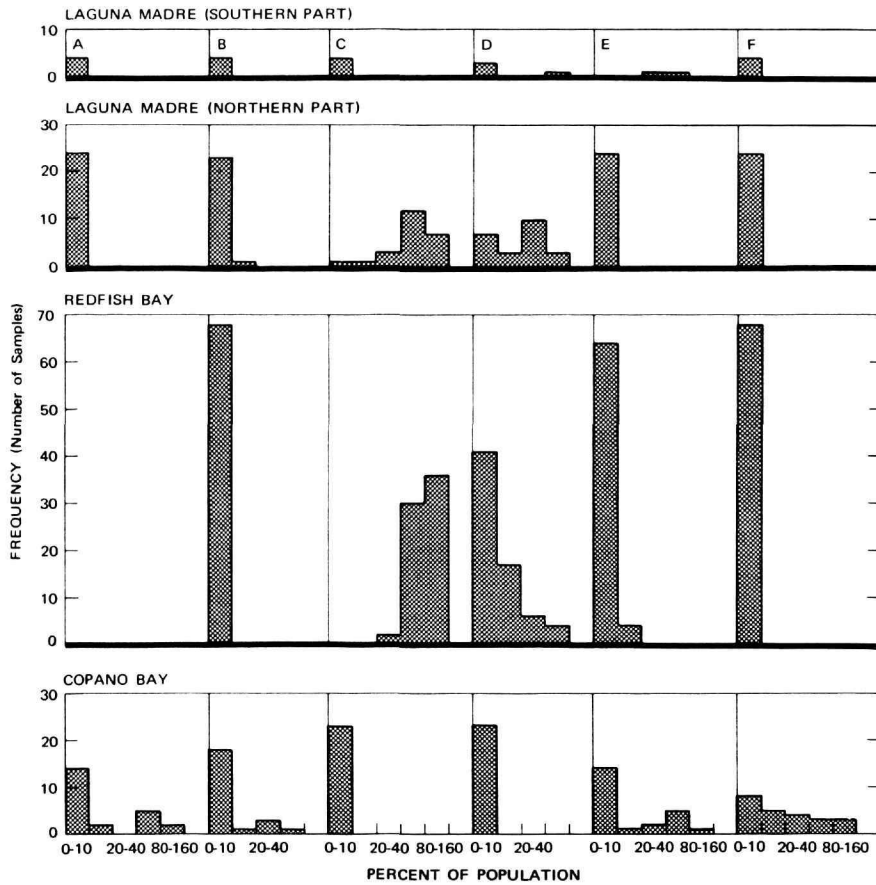 LAGUNA MADRE (SOUTHERN PART)
10
0
A B C D E F
LAGUNA MADRE (NORTHERN PART)
30
20
10
0
REDFISH BAY
70
60
50
40
30
20
10
0
FREQUENCY (Number of Samples)
COPANO BAY
30
20
10
0
0-10 20-40 80-160 0-10 20-40 0-10 20-40 80-160 0-10 20-40 0-10 20-40 80-160 0-10 20-40 80-160
PERCENT OF POPULATION